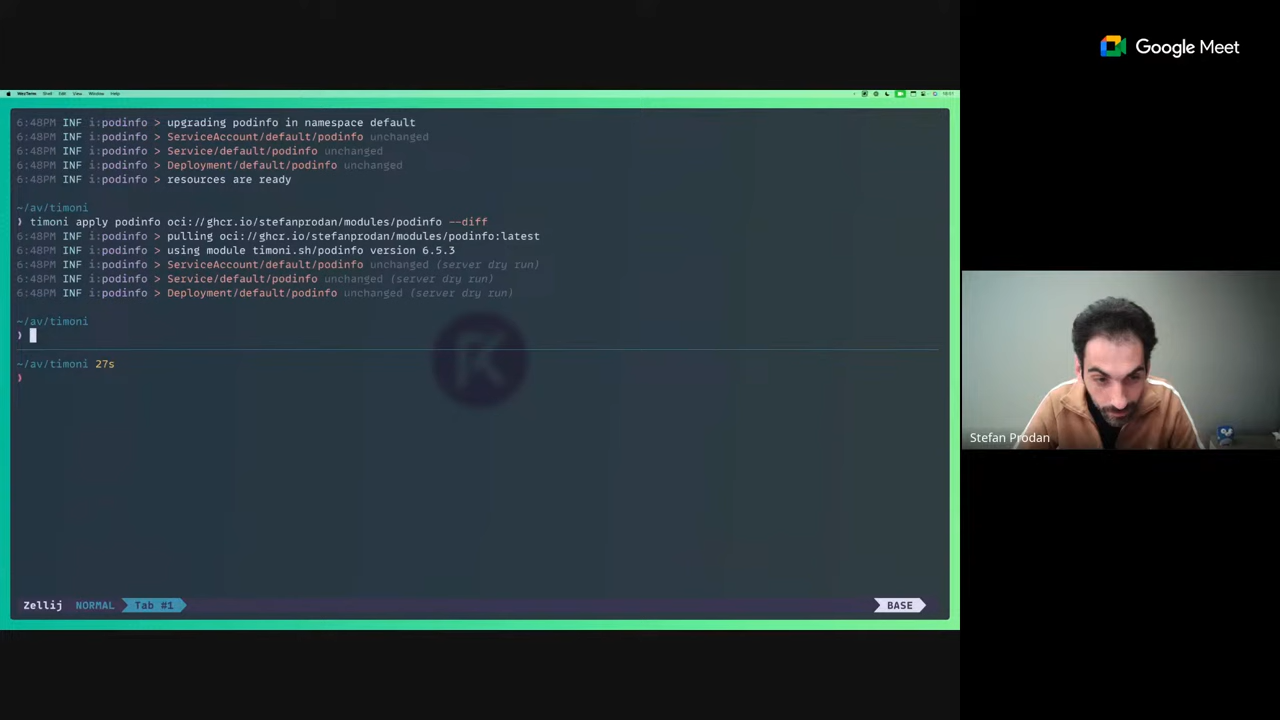 Google Meet
WezTerm Shell Edit View Window Help
6:48PM INF i:podinfo > upgrading podinfo in namespace default
6:48PM INF i:podinfo > ServiceAccount/default/podinfo unchanged
6:48PM INF i:podinfo > Service/default/podinfo unchanged
6:48PM INF i:podinfo > Deployment/default/podinfo unchanged
6:48PM INF i:podinfo > resources are ready
~/av/timoni
❯ timoni apply podinfo oci://ghcr.io/stefanprodan/modules/podinfo --diff
6:48PM INF i:podinfo > pulling oci://ghcr.io/stefanprodan/modules/podinfo:latest
6:48PM INF i:podinfo > using module timoni.sh/podinfo version 6.5.3
6:48PM INF i:podinfo > ServiceAccount/default/podinfo unchanged (server dry run)
6:48PM INF i:podinfo > Service/default/podinfo unchanged (server dry run)
6:48PM INF i:podinfo > Deployment/default/podinfo unchanged (server dry run)
~/av/timoni
❯
~/av/timoni 27s
❯
Stefan Prodan
Zellij NORMAL Tab #1 BASE